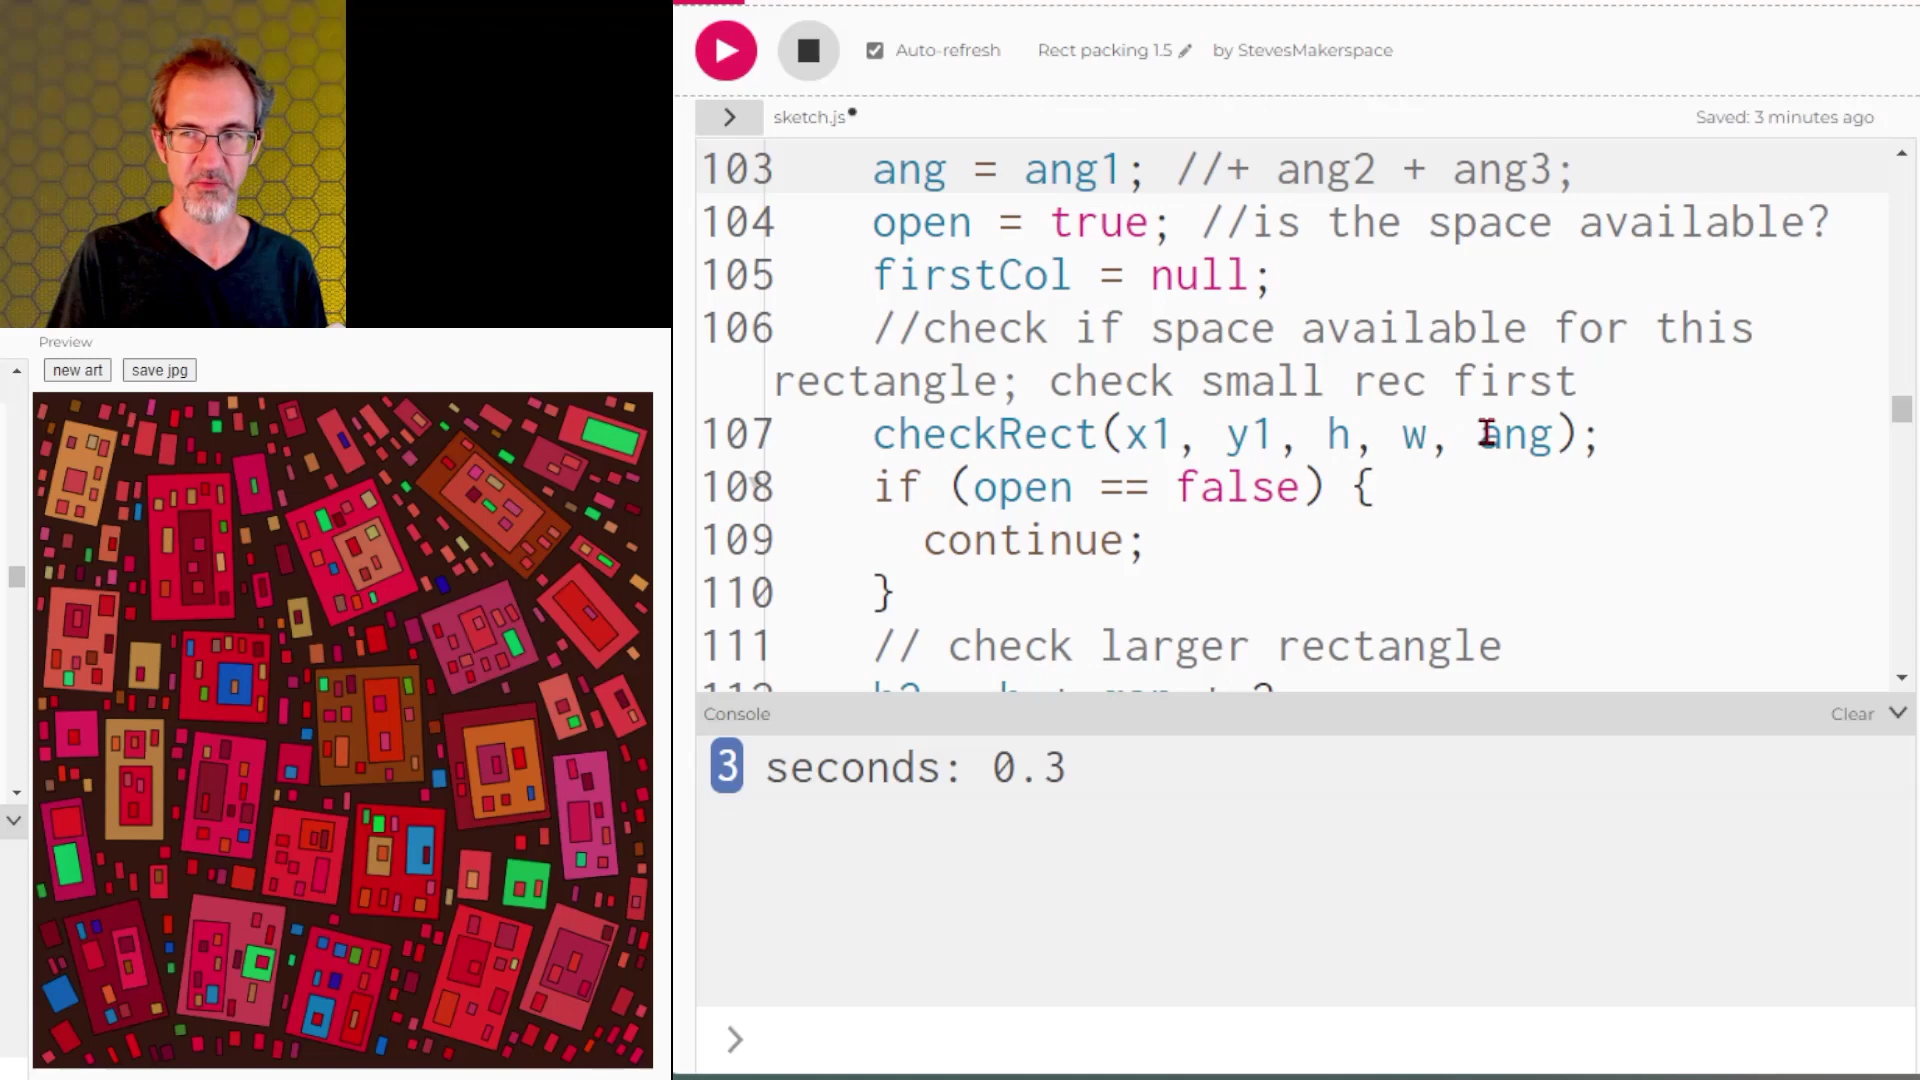 Auto-refresh
Rect packing 1.5
by StevesMakerspace
sketch.js
Saved: 3 minutes ago
103 ang = ang1; //+ ang2 + ang3;
104 open = true; //is the space available?
105 firstCol = null;
106 //check if space available for this
rectangle; check small rec first
107 checkRect(x1, y1, h, w, ang);
108 if (open == false) {
109 continue;
110 }
111 // check larger rectangle
Console
Clear
3 seconds: 0.3
Preview
new art
save jpg